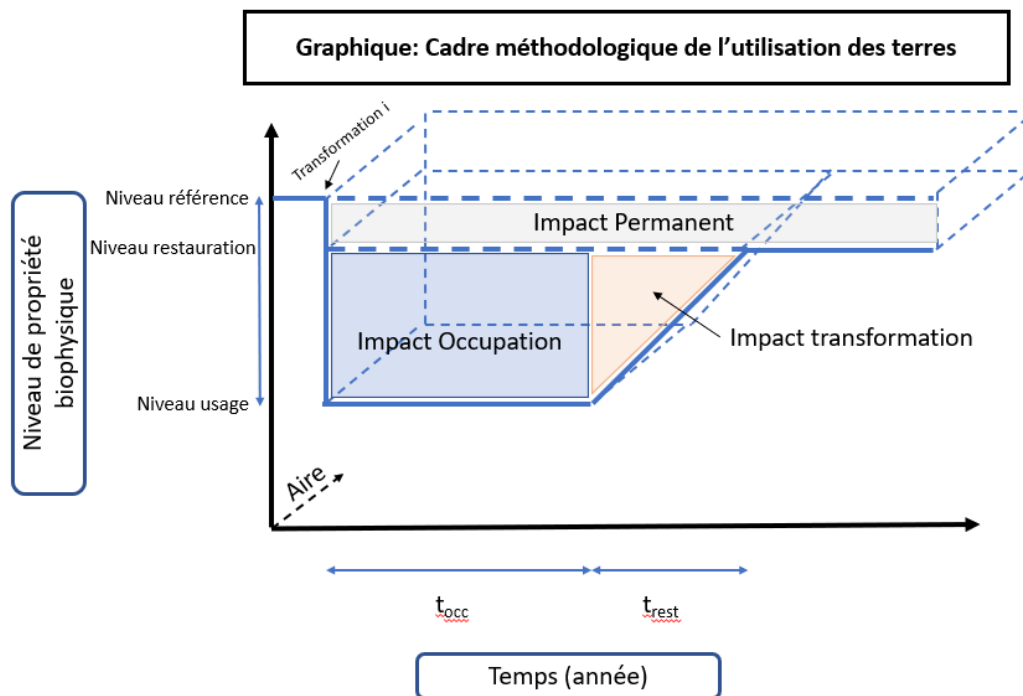 Graphique: Cadre méthodologique de l'utilisation des terres
Transformation i
Niveau référence
Impact Permanent
Niveau restauration
Niveau de propriété
biophysique
Impact Occupation
Impact transformation
Niveau usage
Aire
tocc
trest
Temps (année)